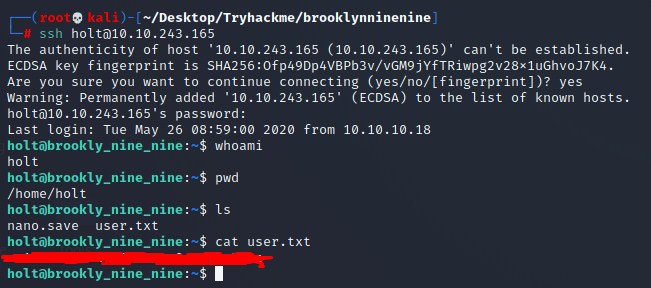 ┌──(root💀kali)-[~/Desktop/Tryhackme/brooklynninenine]
└─# ssh holt@10.10.243.165
The authenticity of host '10.10.243.165 (10.10.243.165)' can't be established.
ECDSA key fingerprint is SHA256:Ofp49Dp4VBPb3v/vGM9jYfTRiwpg2v28×1uGhvoJ7K4.
Are you sure you want to continue connecting (yes/no/[fingerprint])? yes
Warning: Permanently added '10.10.243.165' (ECDSA) to the list of known hosts.
holt@10.10.243.165's password:
Last login: Tue May 26 08:59:00 2020 from 10.10.10.18
holt@brookly_nine_nine:~$ whoami
holt
holt@brookly_nine_nine:~$ pwd
/home/holt
holt@brookly_nine_nine:~$ ls
nano.save  user.txt
holt@brookly_nine_nine:~$ cat user.txt
holt@brookly_nine_nine:~$